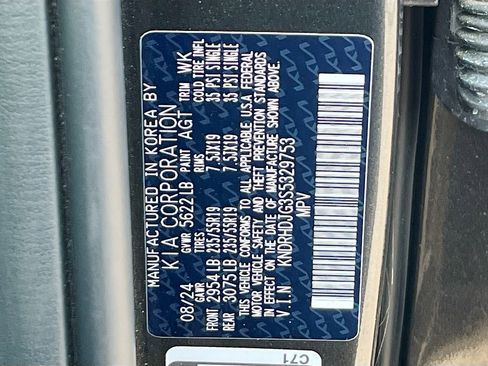 MANUFACTURED IN KOREA BY
KIA CORPORATION
08/24 GVWR 5622 LB PAINT AGT TRIM WK
GAWR TIRES RIMS COLD TIRE INFL
FRONT 2954 LB 235/55R19 7.5JX19 35 PSI SINGLE
REAR 3075 LB 235/55R19 7.5JX19 35 PSI SINGLE
THIS VEHICLE CONFORMS TO ALL APPLICABLE U.S.A FEDERAL
MOTOR VEHICLE SAFETY AND THEFT PREVENTION STANDARDS
IN EFFECT ON THE DATE OF MANUFACTURE SHOWN ABOVE.
V.I.N KNDRHDJG3S5329753
MPV
C71